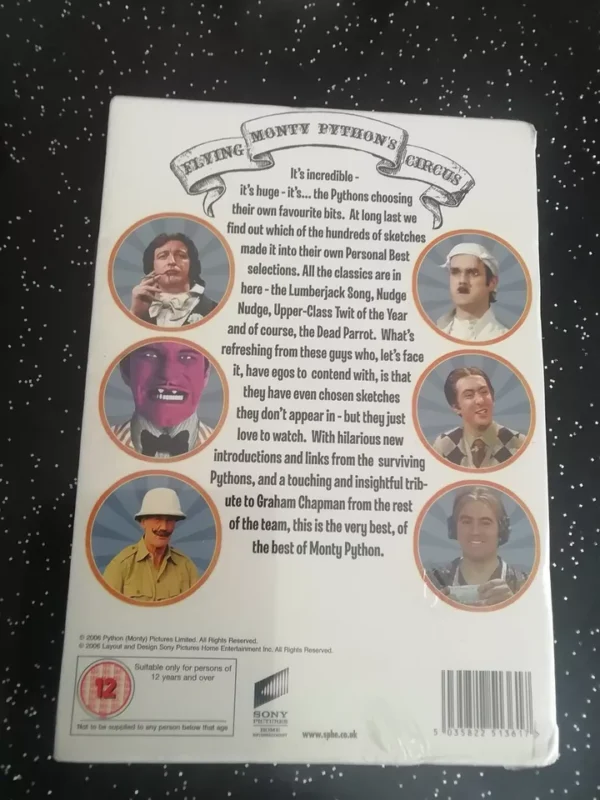 FLYING MONTY PYTHON'S CIRCUS
It's incredible -
it's huge - it's... the Pythons choosing
their own favourite bits. At long last we
find out which of the hundreds of sketches
made it into their own Personal Best
selections. All the classics are in
here - the Lumberjack Song, Nudge
Nudge, Upper-Class Twit of the Year
and of course, the Dead Parrot. What's
refreshing from these guys who, let's face
it, have egos to contend with, is that
they have even chosen sketches
they don't appear in - but they just
love to watch. With hilarious new
introductions and links from the surviving
Pythons, and a touching and insightful trib-
ute to Graham Chapman from the rest
of the team, this is the very best, of
the best of Monty Python.
© 2006 Python (Monty) Pictures Limited. All Rights Reserved.
© 2006 Layout and Design Sony Pictures Home Entertainment Inc. All Rights Reserved.
12
Suitable only for persons of
12 years and over
Not to be supplied to any person below that age
SONY
PICTURES
HOME
ENTERTAINMENT
www.sphe.co.uk
5 035822 513617